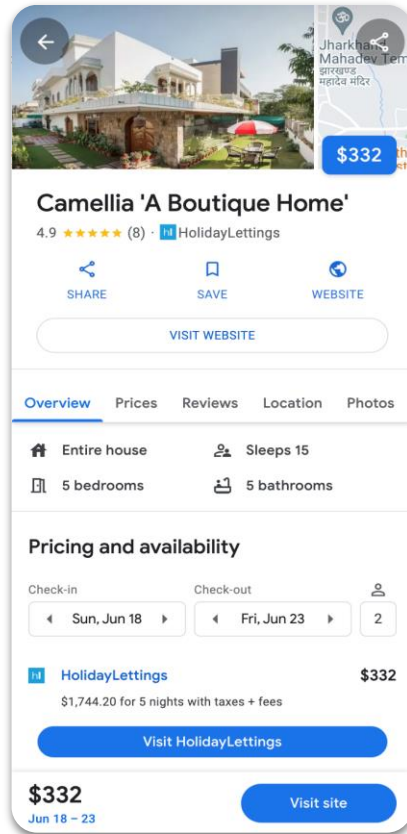 Jharkhan
Mahadev Tem
झारखण्ड
महादेव मंदिर
$332
Camellia 'A Boutique Home'
4.9 ★★★★★ (8) · hl HolidayLettings
SHARE SAVE WEBSITE
VISIT WEBSITE
Overview Prices Reviews Location Photos
Entire house Sleeps 15
5 bedrooms 5 bathrooms
Pricing and availability
Check-in Check-out
Sun, Jun 18 Fri, Jun 23 2
hl HolidayLettings $332
$1,744.20 for 5 nights with taxes + fees
Visit HolidayLettings
$332
Jun 18 – 23
Visit site